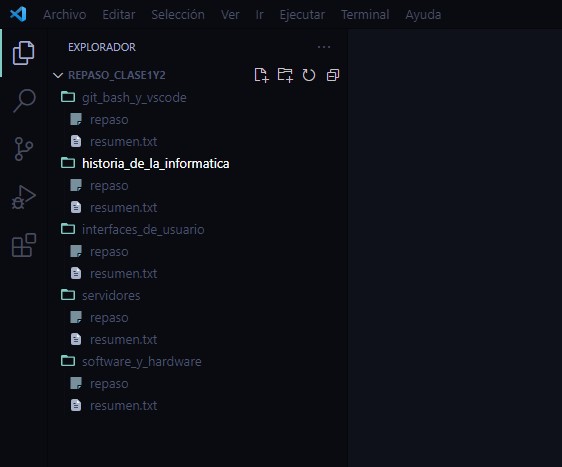 Archivo Editar Selección Ver Ir Ejecutar Terminal Ayuda
EXPLORADOR
REPASO_CLASE1Y2
git_bash_y_vscode
repaso
resumen.txt
historia_de_la_informatica
repaso
resumen.txt
interfaces_de_usuario
repaso
resumen.txt
servidores
repaso
resumen.txt
software_y_hardware
repaso
resumen.txt